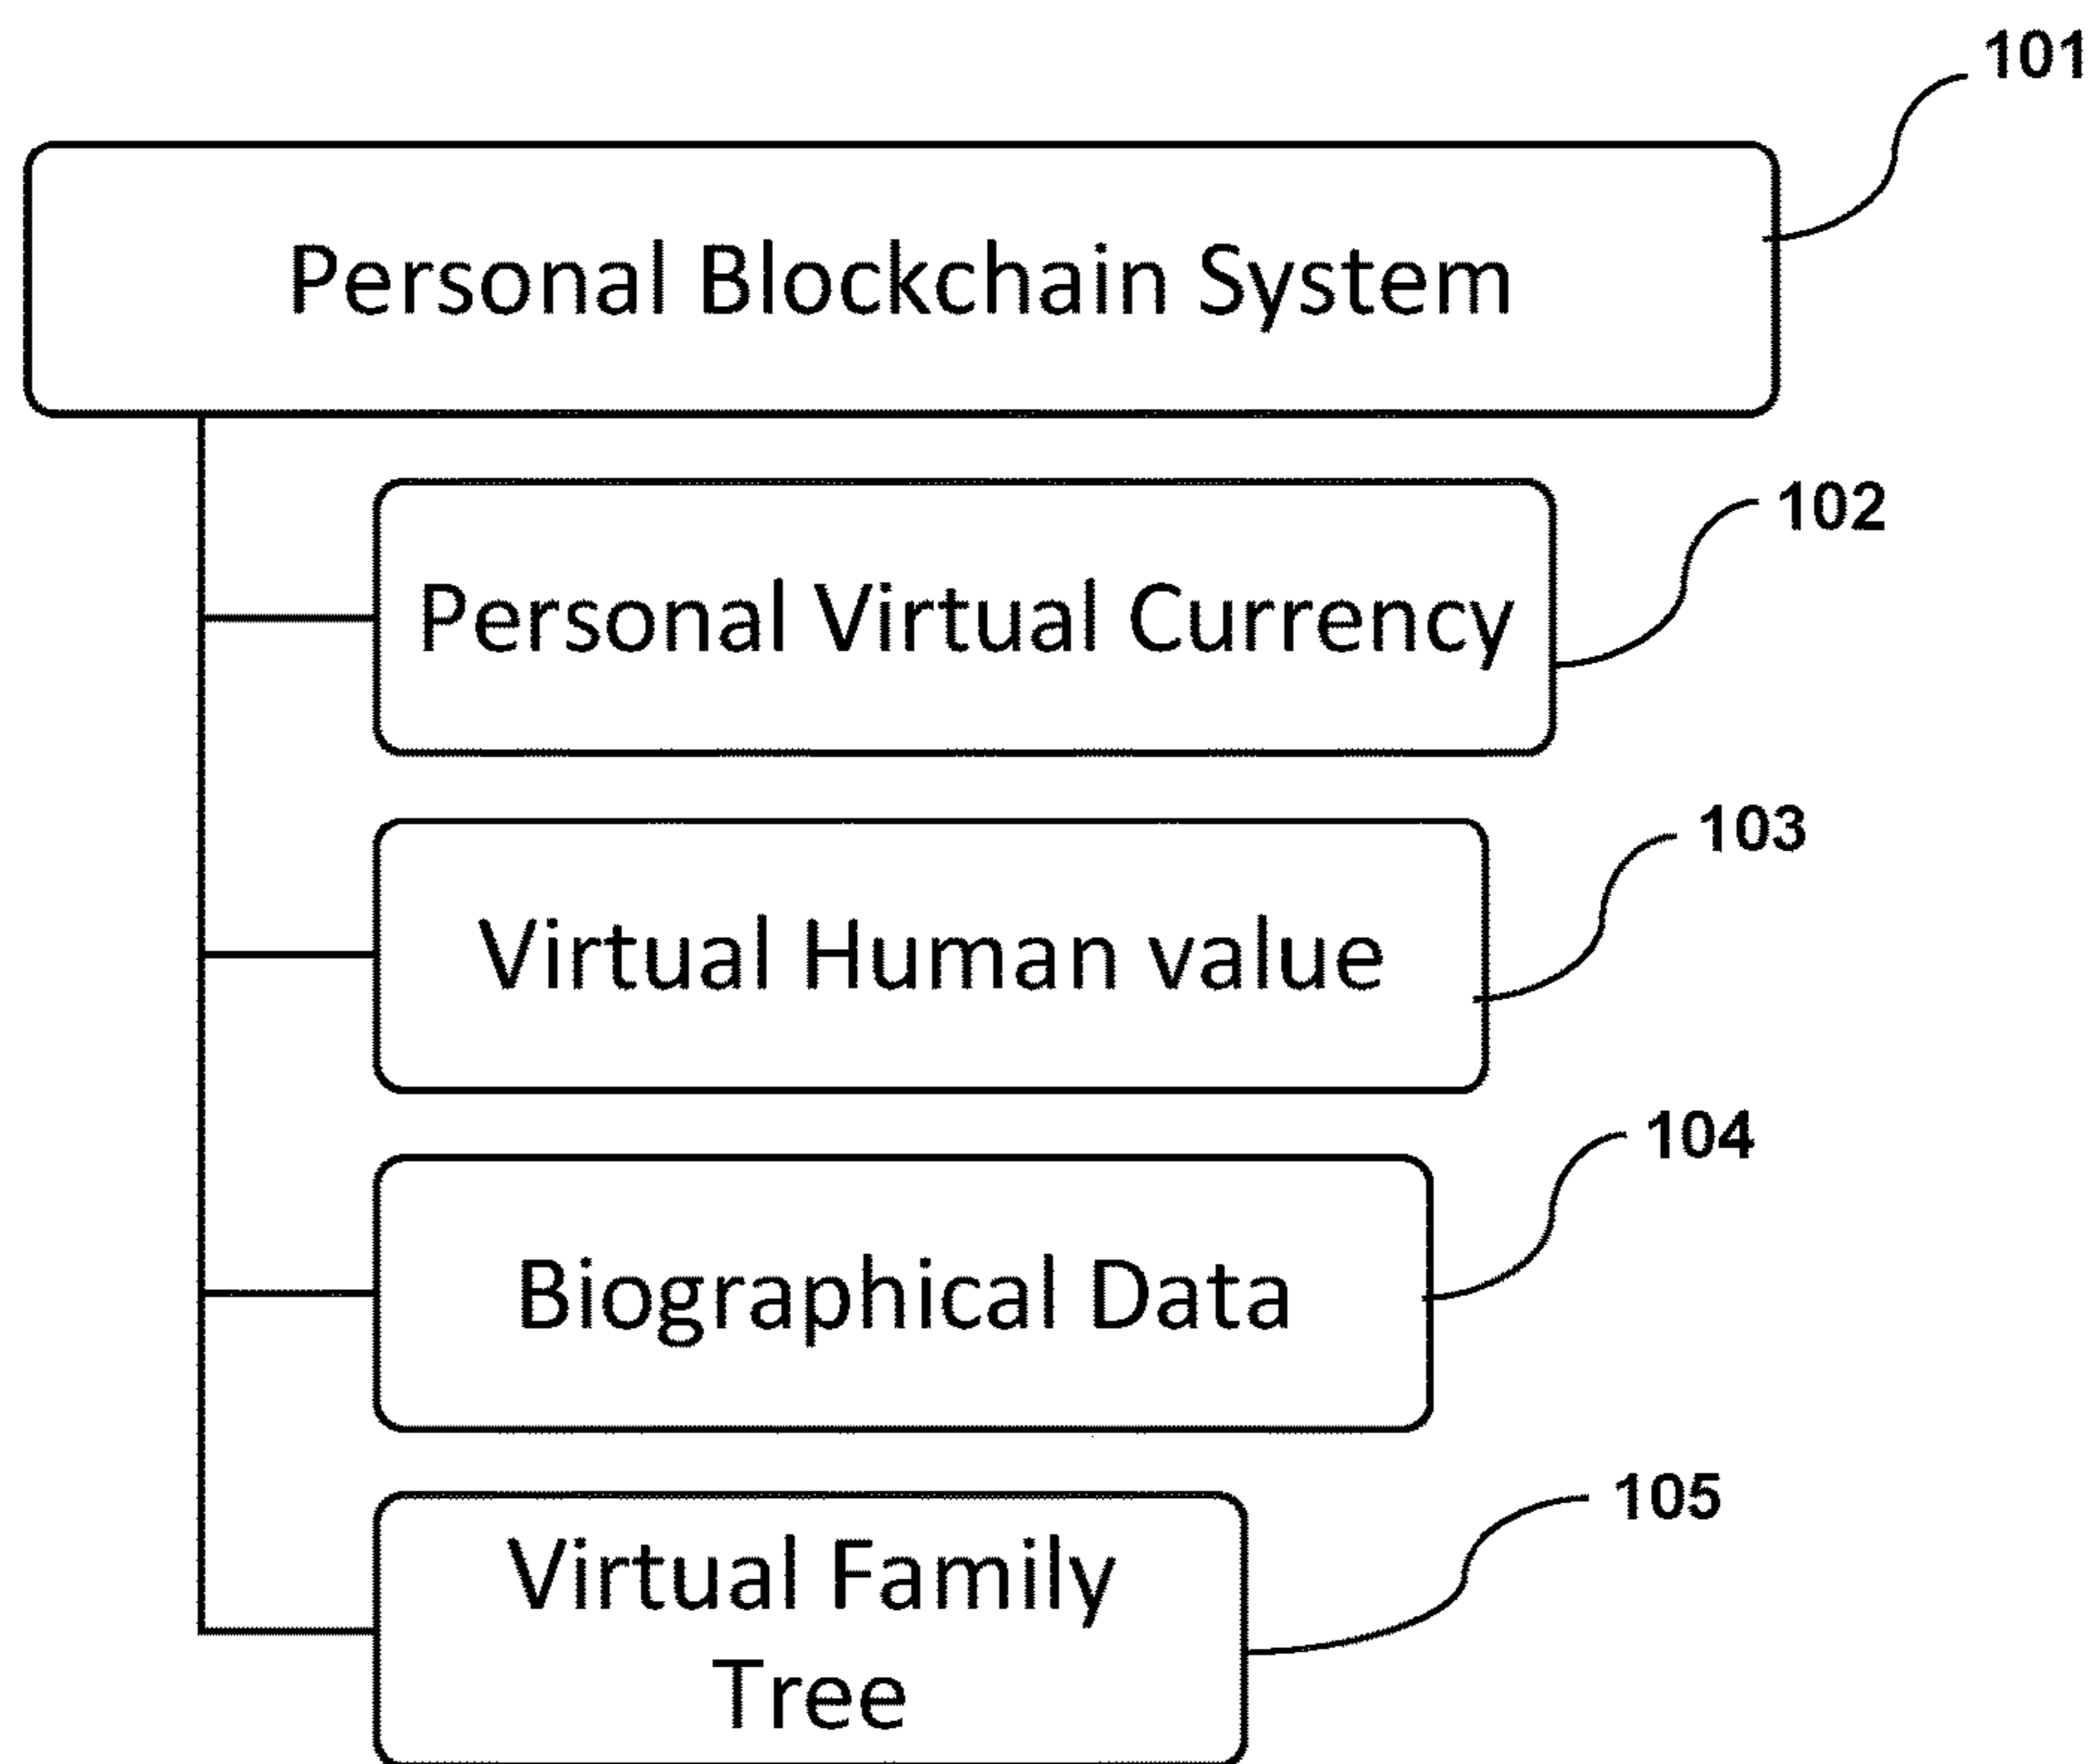 101
Personal Blockchain System
102
Personal Virtual Currency
103
Virtual Human value
104
Biographical Data
105
Virtual Family
Tree